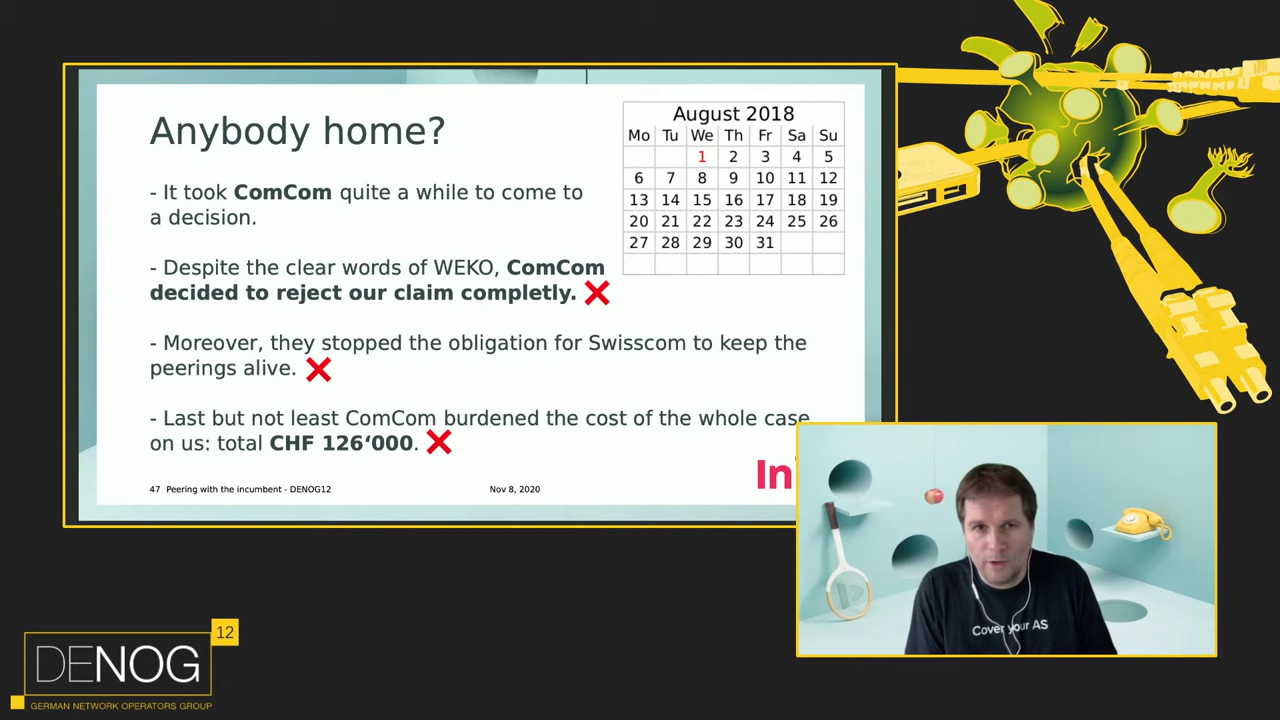 Anybody home?
- It took ComCom quite a while to come to
a decision.
- Despite the clear words of WEKO, ComCom
decided to reject our claim completly.
- Moreover, they stopped the obligation for Swisscom to keep the
peerings alive.
- Last but not least ComCom burdened the cost of the whole case
on us: total CHF 126‘000.
August 2018
Mo Tu We Th Fr Sa Su
1 2 3 4 5
6 7 8 9 10 11 12
13 14 15 16 17 18 19
20 21 22 23 24 25 26
27 28 29 30 31
47 Peering with the incumbent - DENOG12
Nov 8, 2020
In
Cover your AS
12
DENOG
GERMAN NETWORK OPERATORS GROUP